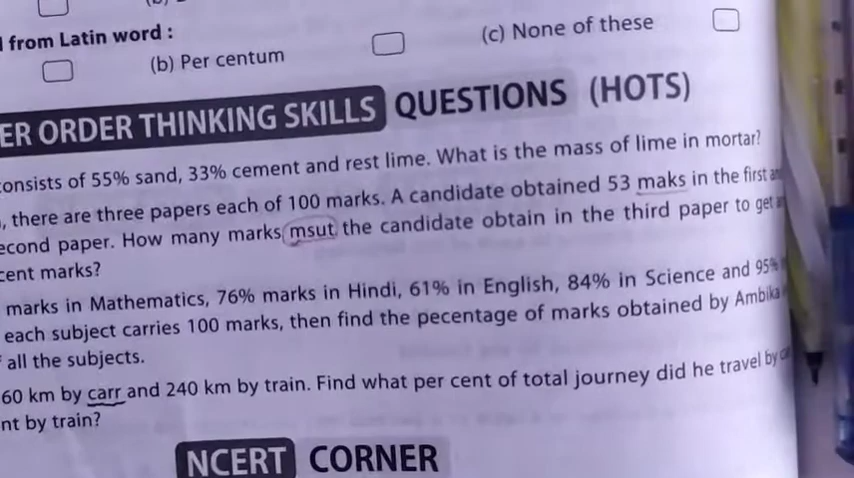 from Latin word :
(b) Per centum
(c) None of these
ER ORDER THINKING SKILLS QUESTIONS (HOTS)
onsists of 55% sand, 33% cement and rest lime. What is the mass of lime in mortar?
, there are three papers each of 100 marks. A candidate obtained 53 maks in the first
econd paper. How many marks msut the candidate obtain in the third paper to get
cent marks?
marks in Mathematics, 76% marks in Hindi, 61% in English, 84% in Science and 95%
each subject carries 100 marks, then find the pecentage of marks obtained by Ambika
all the subjects.
60 km by carr and 240 km by train. Find what per cent of total journey did he travel by
nt by train?
NCERT CORNER